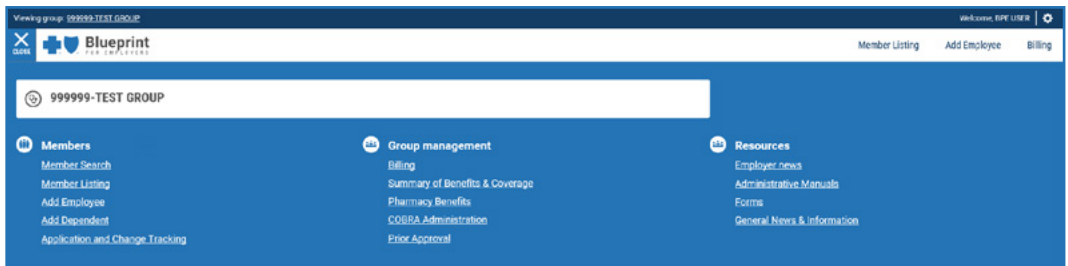 Viewing group: 999999-TEST GROUP
Welcome, BPE USER
CLOSE
Blueprint
FOR EMPLOYERS
Member Listing
Add Employee
Billing
999999-TEST GROUP
Members
Member Search
Member Listing
Add Employee
Add Dependent
Application and Change Tracking
Group management
Billing
Summary of Benefits & Coverage
Pharmacy Benefits
COBRA Administration
Prior Approval
Resources
Employer news
Administrative Manuals
Forms
General News & Information